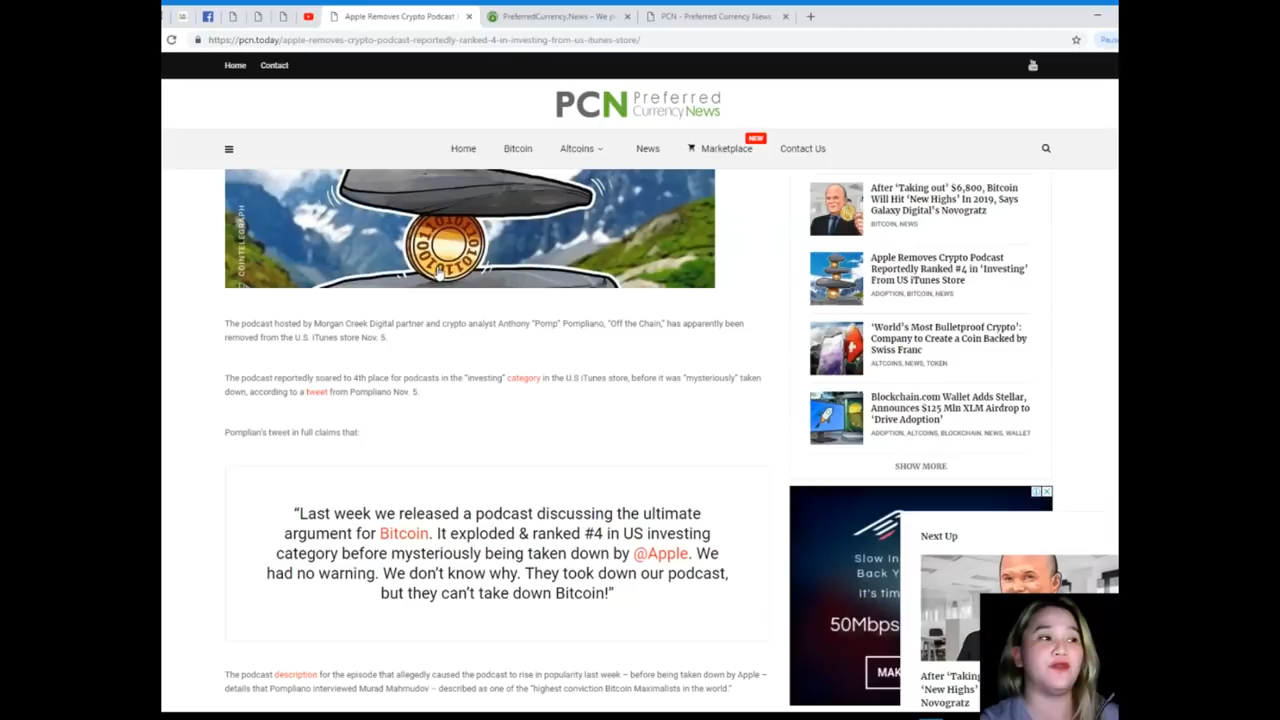 Apple Removes Crypto Podcast
PreferredCurrency.News – We p
PCN - Preferred Currency News
https://pcn.today/apple-removes-crypto-podcast-reportedly-ranked-4-in-investing-from-us-itunes-store/
Paus
Home
Contact
PCN Preferred
CurrencyNews
NEW
Home
Bitcoin
Altcoins
News
Marketplace
Contact Us
COINTELEGRAPH
The podcast hosted by Morgan Creek Digital partner and crypto analyst Anthony "Pomp" Pompliano, "Off the Chain," has apparently been
removed from the U.S. iTunes store Nov. 5.
The podcast reportedly soared to 4th place for podcasts in the "investing" category in the U.S iTunes store, before it was "mysteriously" taken
down, according to a tweet from Pompliano Nov. 5.
Pomplian's tweet in full claims that:
“Last week we released a podcast discussing the ultimate
argument for Bitcoin. It exploded & ranked #4 in US investing
category before mysteriously being taken down by @Apple. We
had no warning. We don’t know why. They took down our podcast,
but they can’t take down Bitcoin!”
The podcast description for the episode that allegedly caused the podcast to rise in popularity last week – before being taken down by Apple –
details that Pompliano interviewed Murad Mahmudov – described as one of the "highest conviction Bitcoin Maximalists in the world."
After ‘Taking out’ $6,800, Bitcoin
Will Hit ‘New Highs’ In 2019, Says
Galaxy Digital’s Novogratz
BITCOIN, NEWS
Apple Removes Crypto Podcast
Reportedly Ranked #4 in ‘Investing’
From US iTunes Store
ADOPTION, BITCOIN, NEWS
‘World’s Most Bulletproof Crypto’:
Company to Create a Coin Backed by
Swiss Franc
ALTCOINS, NEWS, TOKEN
Blockchain.com Wallet Adds Stellar,
Announces $125 Mln XLM Airdrop to
‘Drive Adoption’
ADOPTION, ALTCOINS, BLOCKCHAIN, NEWS, WALLET
SHOW MORE
Slow In
Back Y
It's tim
50Mbps
MAK
Next Up
After ‘Taking
‘New Highs’
Novogratz